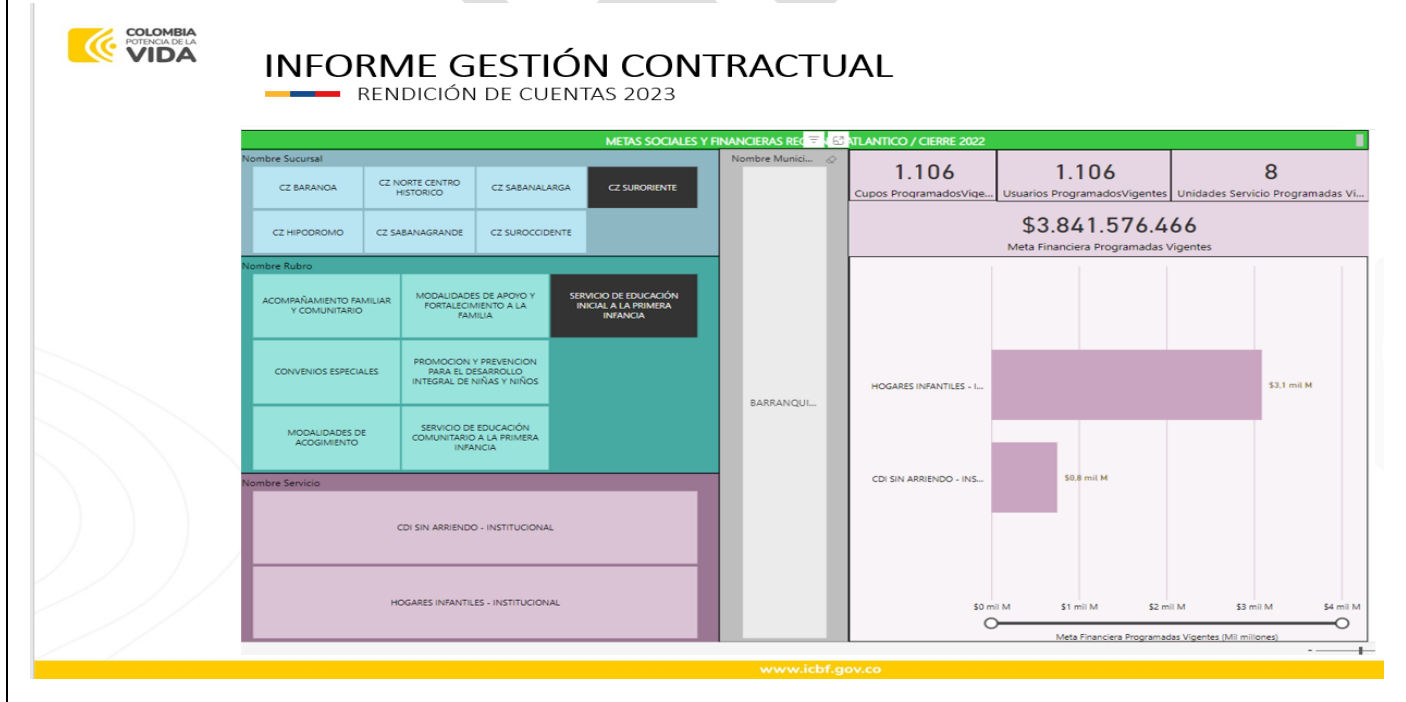 COLOMBIA
POTENCIA DE LA
VIDA
INFORME GESTIÓN CONTRACTUAL
RENDICIÓN DE CUENTAS 2023
METAS SOCIALES Y FINANCIERAS ATLANTICO / CIERRE 2022
Nombre Sucursal
CZ BARANOA
CZ NORTE CENTRO
HISTORICO
CZ SABANALARGA
CZ SURORIENTE
CZ HIPODROMO
CZ SABANAGRANDE
CZ SUROCCIDENTE
Nombre Rubro
ACOMPAÑAMIENTO FAMILIAR
Y COMUNITARIO
MODALIDADES DE APOYO Y
FORTALECIMIENTO A LA
FAMILIA
SERVICIO DE EDUCACIÓN
INICIAL A LA PRIMERA
INFANCIA
CONVENIOS ESPECIALES
PROMOCION Y PREVENCION
PARA EL DESARROLLO
INTEGRAL DE NIÑAS Y NIÑOS
MODALIDADES DE
ACOGIMIENTO
SERVICIO DE EDUCACIÓN
COMUNITARIO A LA PRIMERA
INFANCIA
Nombre Servicio
CDI SIN ARRIENDO - INSTITUCIONAL
HOGARES INFANTILES - INSTITUCIONAL
Nombre Munici...
BARRANQUI...
1.106
Cupos ProgramadosVige...
1.106
Usuarios ProgramadosVigentes
8
Unidades Servicio Programadas Vi...
$3.841.576.466
Meta Financiera Programadas Vigentes
HOGARES INFANTILES - I...
$3,1 mil M
CDI SIN ARRIENDO - INS...
$0,8 mil M
$0 mil M
$1 mil M
$2 mil M
$3 mil M
$4 mil M
Meta Financiera Programadas Vigentes (Mil millones)
www.icbf.gov.co